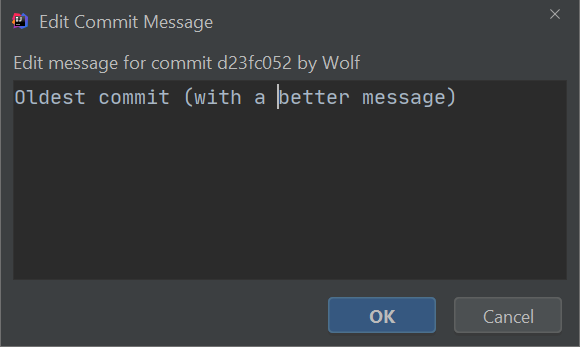 Edit Commit Message
Edit message for commit d23fc052 by Wolf
Oldest commit (with a better message)
OK
Cancel